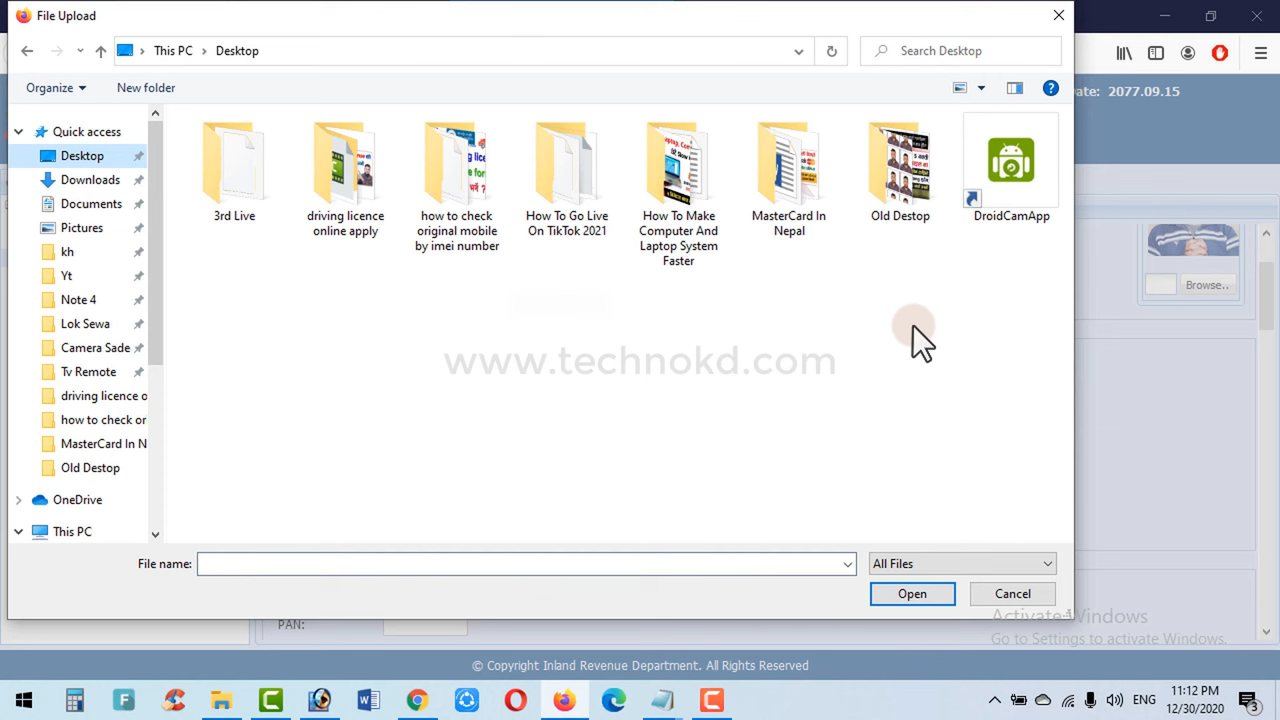 File Upload
This PC
Desktop
Search Desktop
Organize
New folder
Date: 2077.09.15
Quick access
Desktop
Downloads
Documents
Pictures
kh
Yt
Note 4
Lok Sewa
Camera Sade
Tv Remote
driving licence o
how to check or
MasterCard In N
Old Destop
OneDrive
This PC
3rd Live
driving licence
online apply
how to check
original mobile
by imei number
How To Go Live
On TikTok 2021
How To Make
Computer And
Laptop System
Faster
MasterCard In
Nepal
Old Destop
DroidCamApp
Browse..
www.technokd.com
File name:
All Files
Open
Cancel
Activate Windows
Go to Settings to activate Windows.
PAN:
© Copyright Inland Revenue Department. All Rights Reserved
ENG
11:12 PM
12/30/2020
3